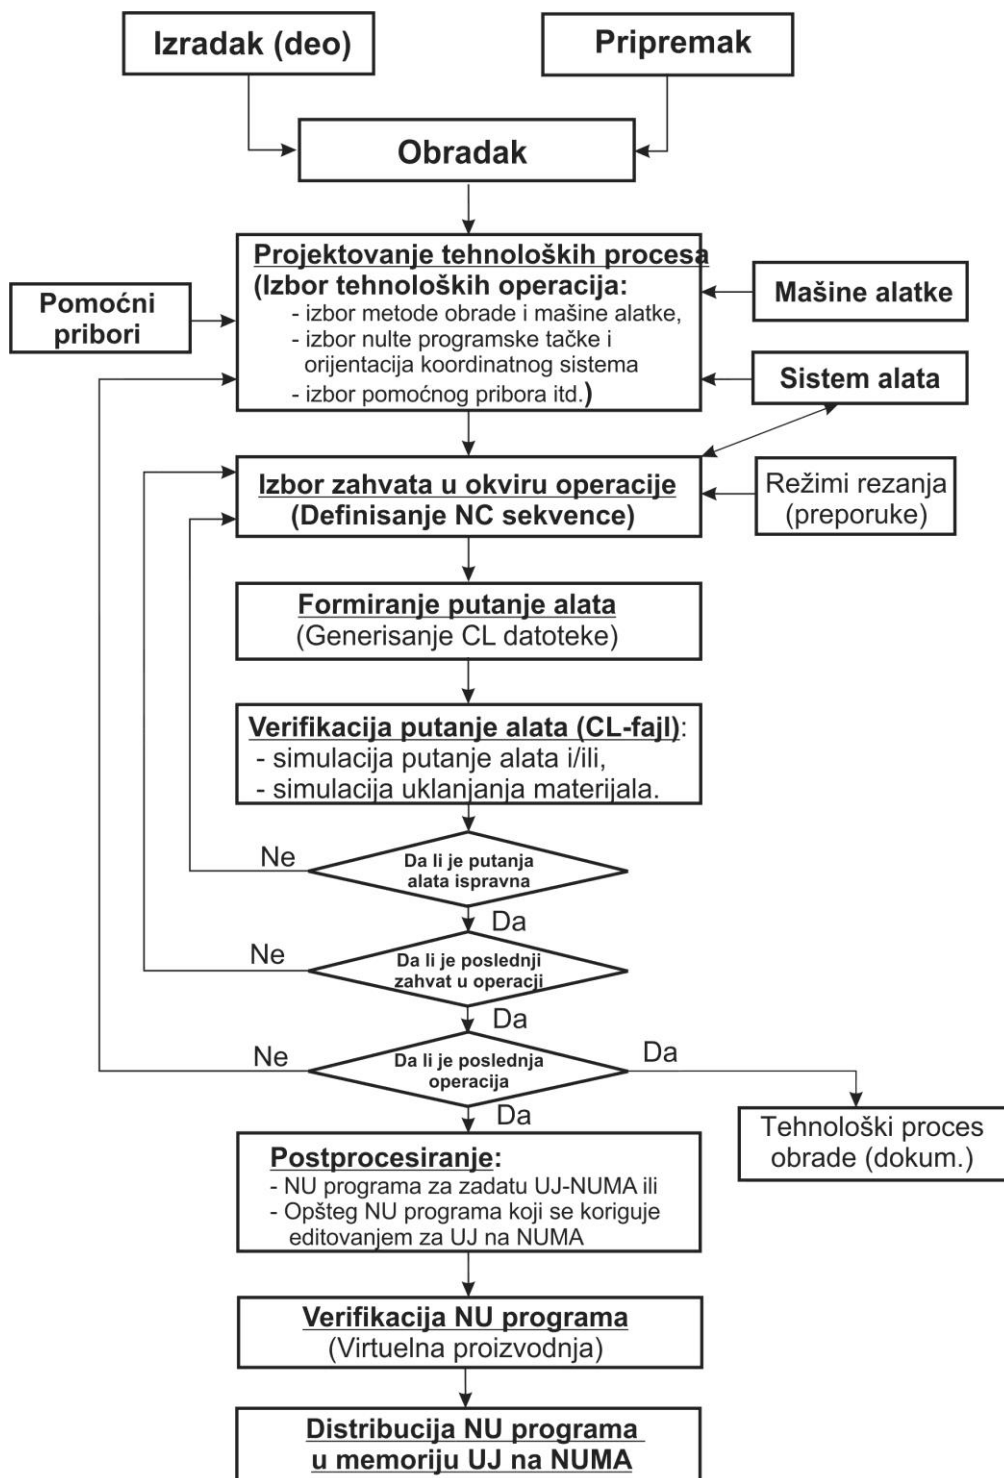 Izradak (deo)
Pripremak
Obradak
Projektovanje tehnoloških procesa
(Izbor tehnoloških operacija:
- izbor metode obrade i mašine alatke,
- izbor nulte programske tačke i
orijentacija koordinatnog sistema
- izbor pomoćnog pribora itd.)
Pomoćni
pribori
Mašine alatke
Sistem alata
Izbor zahvata u okviru operacije
(Definisanje NC sekvence)
Režimi rezanja
(preporuke)
Formiranje putanje alata
(Generisanje CL datoteke)
Verifikacija putanje alata (CL-fajl):
- simulacija putanje alata i/ili,
- simulacija uklanjanja materijala.
Ne
Da li je putanja
alata ispravna
Da
Ne
Da li je poslednji
zahvat u operacji
Da
Ne
Da li je poslednja
operacija
Da
Da
Tehnološki proces
obrade (dokum.)
Postprocesiranje:
- NU programa za zadatu UJ-NUMA ili
- Opšteg NU programa koji se koriguje
editovanjem za UJ na NUMA
Verifikacija NU programa
(Virtuelna proizvodnja)
Distribucija NU programa
u memoriju UJ na NUMA